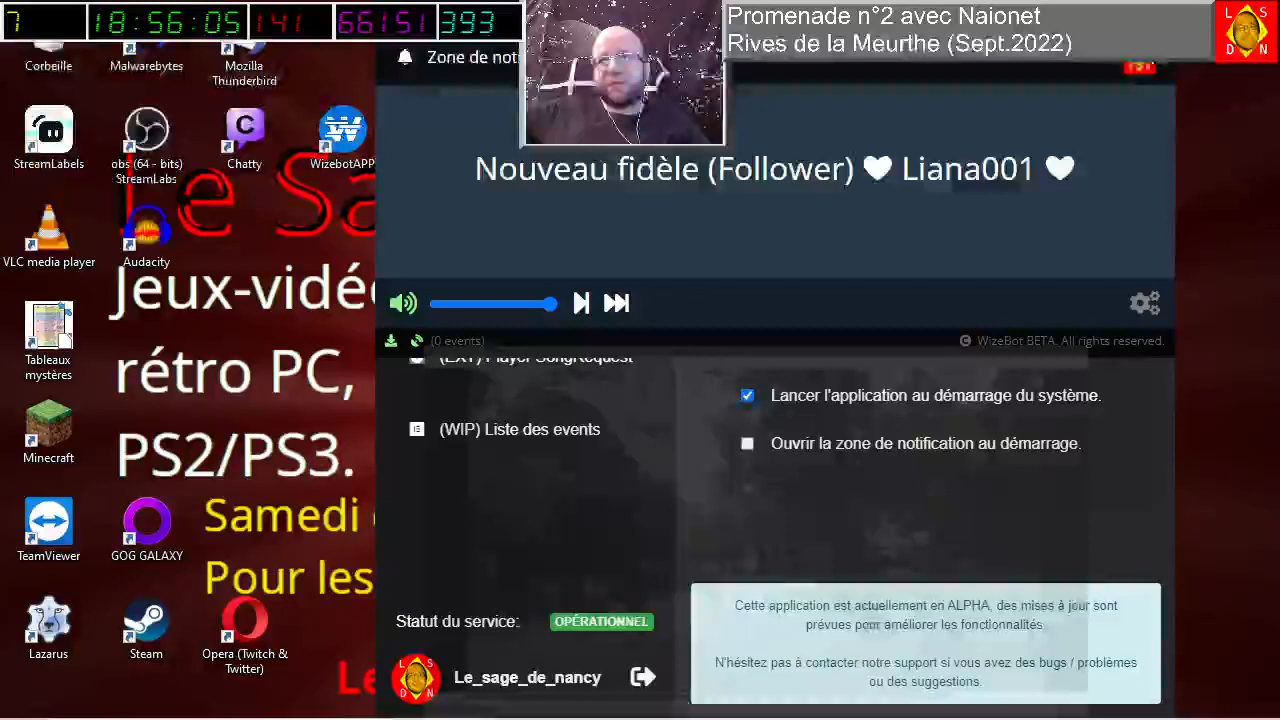 7 18:56:05 141 66151 393
Promenade n°2 avec Naionet
Rives de la Meurthe (Sept.2022)
L S
D N
Corbeille
Malwarebytes
Mozilla
Thunderbird
Zone de not
StreamLabels
obs (64 - bits)
StreamLabs
Chatty
WizebotAPP
Nouveau fidèle (Follower) ♥ Liana001 ♥
Le Sa
VLC media player
Audacity
Jeux-vidé
rétro PC,
PS2/PS3.
Samedi
Pour les
Le
(0 events)
© WizeBot BETA. All rights reserved.
(EXT) Player SongRequest
Lancer l'application au démarrage du système.
(WIP) Liste des events
Ouvrir la zone de notification au démarrage.
Tableaux
mystères
Minecraft
TeamViewer
GOG GALAXY
Lazarus
Steam
Opera (Twitch &
Twitter)
Statut du service: OPÉRATIONNEL
L S
D N
Le_sage_de_nancy
Cette application est actuellement en ALPHA, des mises à jour sont
prévues pour améliorer les fonctionnalités.
N'hésitez pas à contacter notre support si vous avez des bugs / problèmes
ou des suggestions.